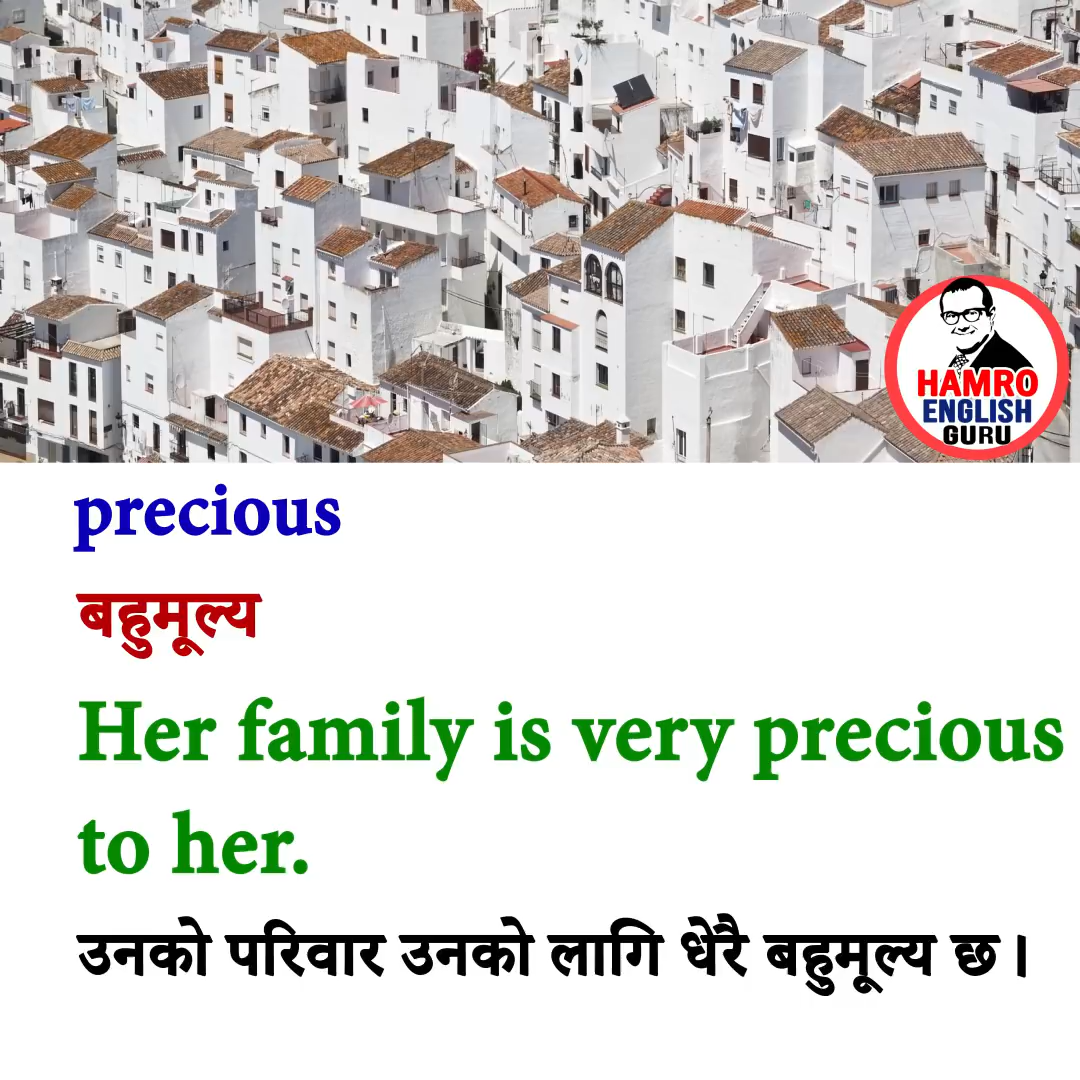 HAMRO
ENGLISH
GURU
precious
बहुमूल्य
Her family is very precious
to her.
उनको परिवार उनको लागि धेरै बहुमूल्य छ।